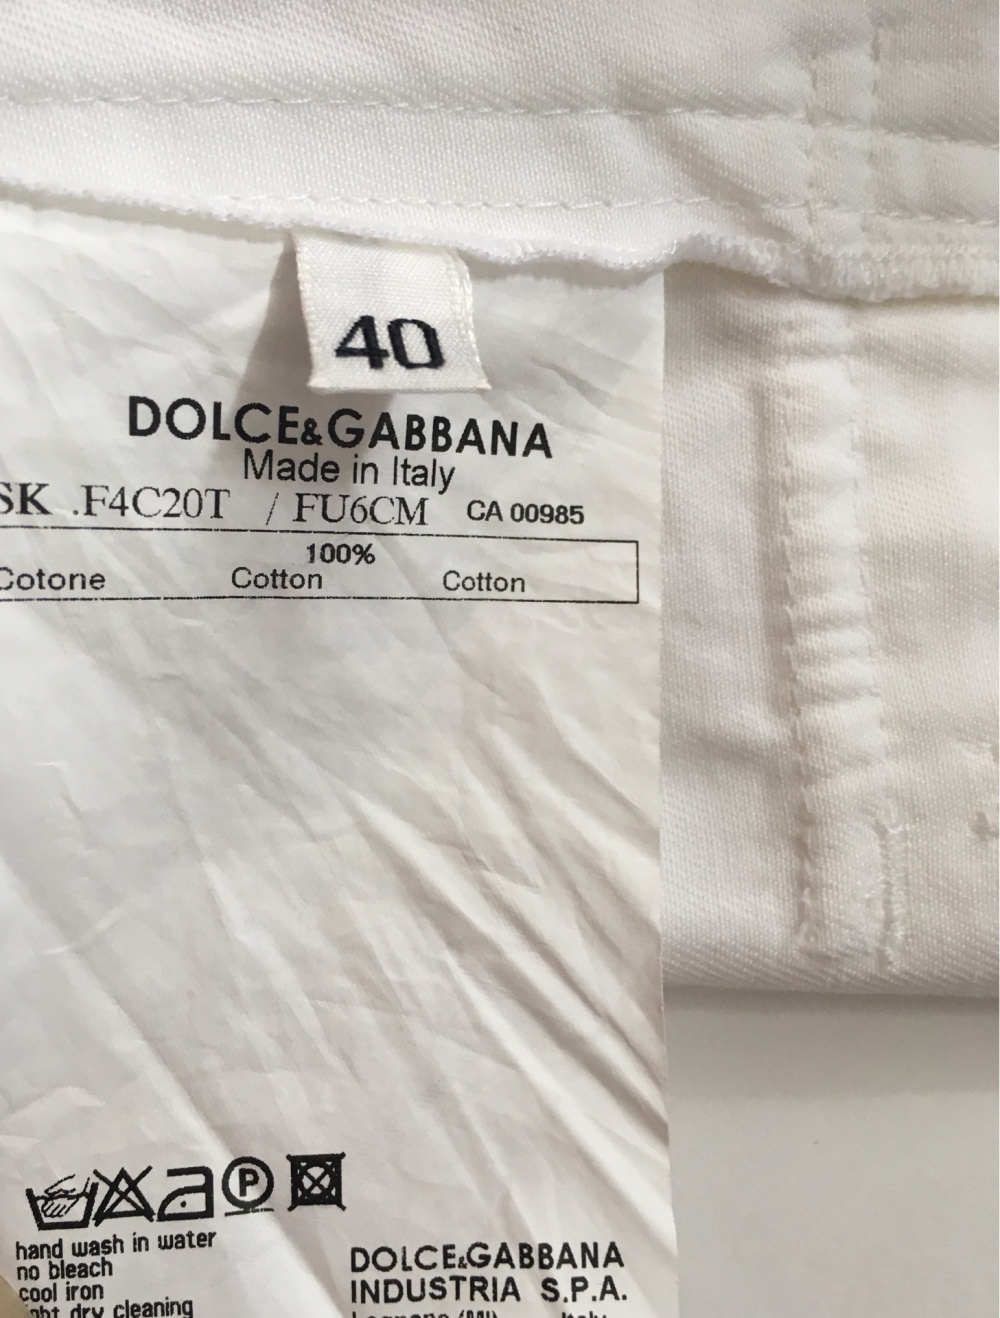 40
DOLCE&GABBANA
Made in Italy
SK .F4C20T / FU6CM CA 00985
100%
Cotone Cotton Cotton
P
hand wash in water
no bleach
cool iron
dry cleaning
DOLCE&GABBANA
INDUSTRIA S.P.A.
Italy